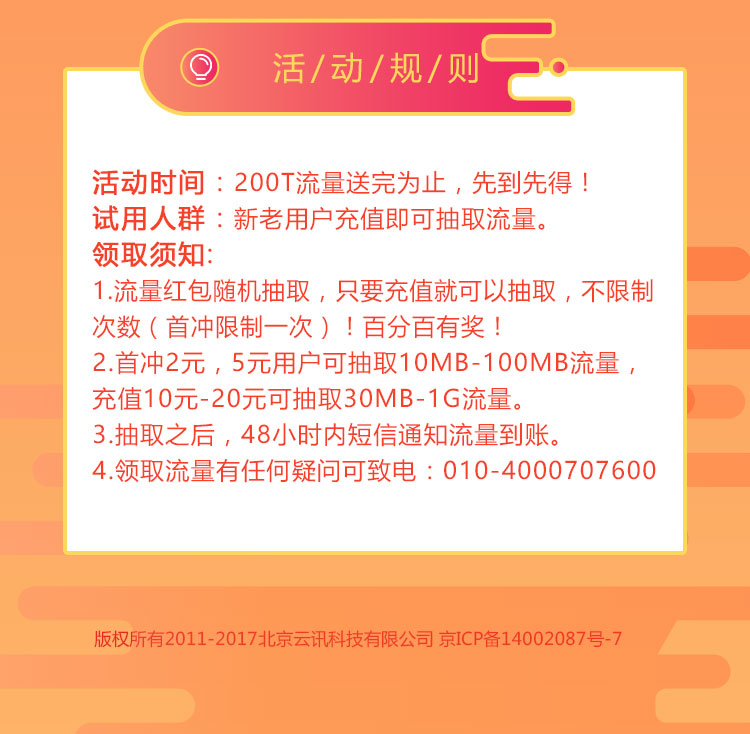 活/动/规/则
活动时间：200T流量送完为止，先到先得！
试用人群：新老用户充值即可抽取流量。
领取须知:
1.流量红包随机抽取，只要充值就可以抽取，不限制
次数（首冲限制一次）！百分百有奖！
2.首冲2元，5元用户可抽取10MB-100MB流量，
充值10元-20元可抽取30MB-1G流量。
3.抽取之后，48小时内短信通知流量到账。
4.领取流量有任何疑问可致电：010-4000707600
版权所有2011-2017北京云讯科技有限公司 京ICP备14002087号-7